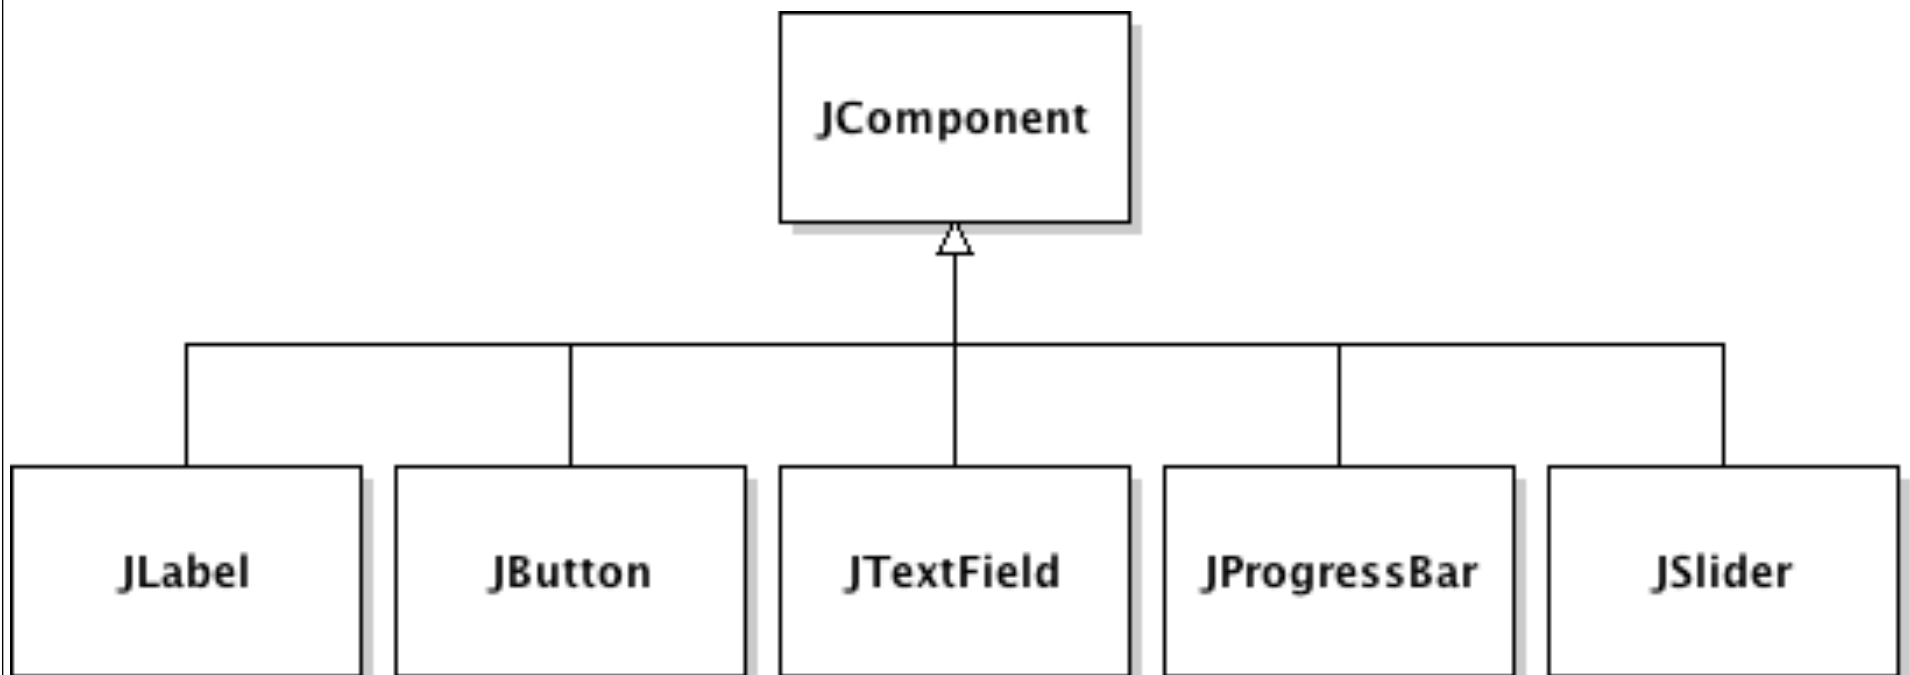 JComponent
JLabel
JButton
JTextField
JProgressBar
JSlider